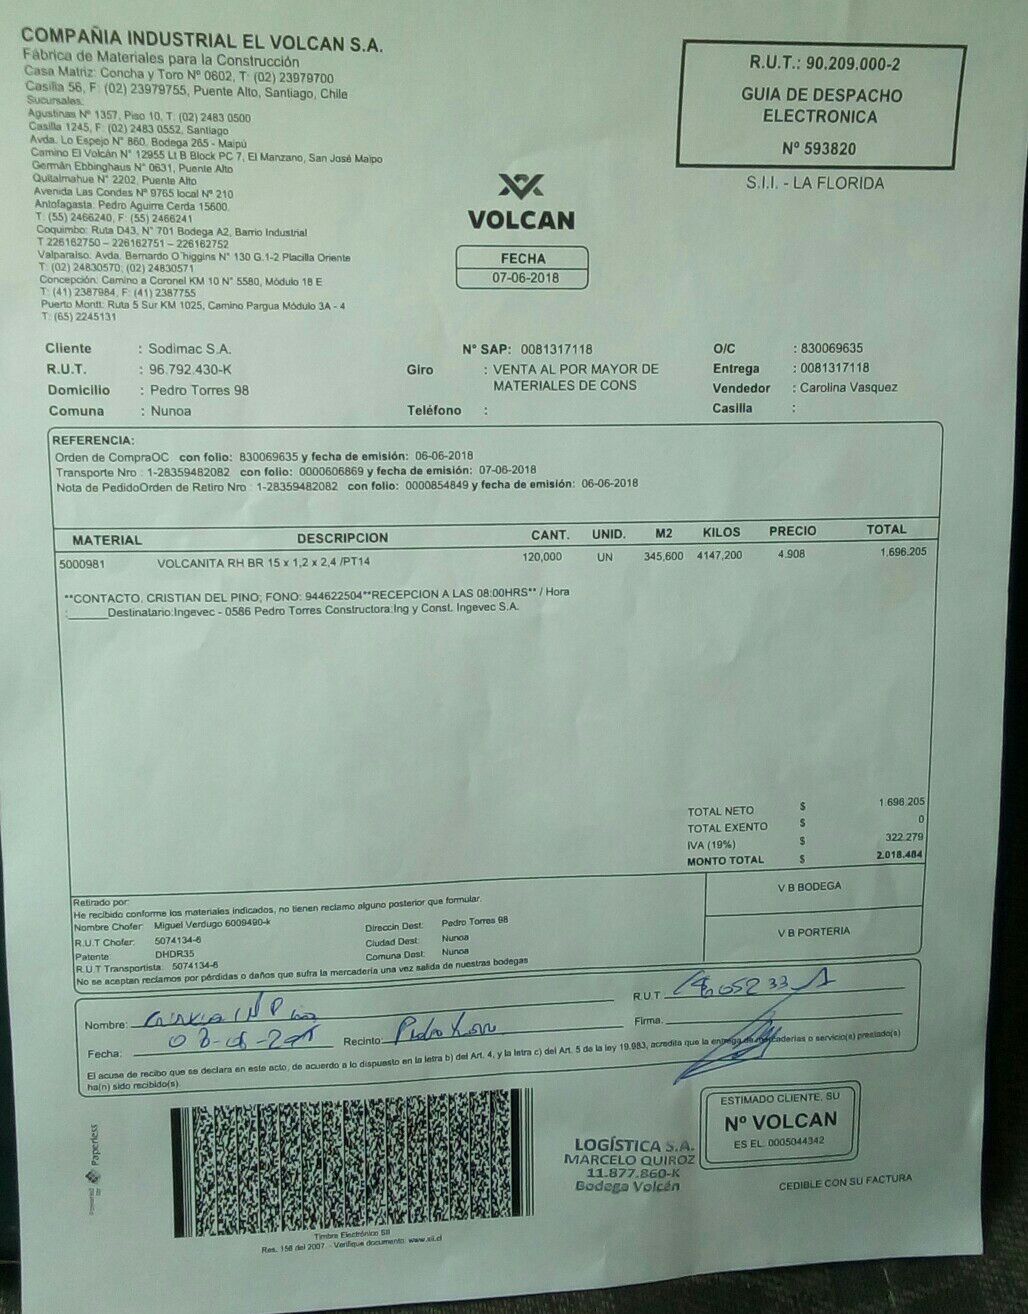 COMPAÑIA INDUSTRIAL EL VOLCAN S.A.
Fábrica de Materiales para la Construcción
Casa Matriz: Concha y Toro Nº 0602, T: (02) 23979700
Casilla 56, F: (02) 23979755, Puente Alto, Santiago, Chile
Sucursales.
Agustinas Nº 1357, Piso 10, T: (02) 2483 0500
Casilla 1245, F: (02) 2483 0552, Santiago
Avda. Lo Espejo N° 860, Bodega 265 - Maipú
Camino El Volcán N° 12955 Lt B Block PC 7, El Manzano, San José Maipo
Germán Ebbinghaus N° 0631, Puente Alto
Quitalmahue N° 2202, Puente Alto
Avenida Las Condes Nº 9765 local Nº 210
Antofagasta: Pedro Aguirre Cerda 15600.
T: (55) 2466240, F: (55) 2466241
Coquimbo: Ruta D43, N° 701 Bodega A2, Barrio Industrial
T 226162750 – 226162751 – 226162752
Valparaíso: Avda. Bernardo O´higgins N° 130 G.1-2 Placilla Oriente
T: (02) 24830570; (02) 24830571
Concepción: Camino a Coronel KM 10 N° 5580, Módulo 18 E
T: (41) 2387984, F: (41) 2387755
Puerto Montt: Ruta 5 Sur KM 1025, Camino Pargua Módulo 3A - 4
T: (65) 2245131
R.U.T.: 90.209.000-2
GUIA DE DESPACHO
ELECTRONICA
Nº 593820
S.I.I. - LA FLORIDA
VOLCAN
FECHA
07-06-2018
Cliente : Sodimac S.A. N° SAP: 0081317118 O/C : 830069635
R.U.T. : 96.792.430-K Giro : VENTA AL POR MAYOR DE Entrega : 0081317118
Domicilio : Pedro Torres 98 MATERIALES DE CONS Vendedor : Carolina Vasquez
Comuna : Nunoa Teléfono : Casilla :
REFERENCIA:
Orden de CompraOC con folio: 830069635 y fecha de emisión: 06-06-2018
Transporte Nro : 1-28359482082 con folio: 0000606869 y fecha de emisión: 07-06-2018
Nota de PedidoOrden de Retiro Nro : 1-28359482082 con folio: 0000854849 y fecha de emisión: 06-06-2018
MATERIAL DESCRIPCION CANT. UNID. M2 KILOS PRECIO TOTAL
5000981 VOLCANITA RH BR 15 x 1,2 x 2,4 /PT14 120,000 UN 345,600 4147,200 4.908 1.696.205
**CONTACTO. CRISTIAN DEL PINO; FONO: 944622504**RECEPCION A LAS 08:00HRS** / Hora
:______Destinatario:Ingevec - 0586 Pedro Torres Constructora:Ing y Const. Ingevec S.A.
TOTAL NETO $ 1.696.205
TOTAL EXENTO $ 0
IVA (19%) $ 322.279
MONTO TOTAL $ 2.018.484
Retirado por:
He recibido conforme los materiales indicados, no tienen reclamo alguno posterior que formular.
Nombre Chofer: Miguel Verdugo 6009490-k Direccin Dest: Pedro Torres 98
R.U.T Chofer: 5074134-6 Ciudad Dest: Nunoa
Patente: DHDR35 Comuna Dest: Nunoa
R.U.T Transportista: 5074134-6
No se aceptan reclamos por pérdidas o daños que sufra la mercadería una vez salida de nuestras bodegas
V B BODEGA
V B PORTERIA
Nombre: R.U.T.
Fecha: Recinto: Pedro Firma:
El acuse de recibo que se declara en este acto, de acuerdo a lo dispuesto en la letra b) del Art. 4, y la letra c) del Art. 5 de la ley 19.983, acredita que la entrega de mercaderías o servicio(s) prestado(s)
ha(n) sido recibido(s).
Powered by Paperless
Timbre Electrónico SII
Res. 156 del 2007. - Verifique documento: www.sii.cl
LOGÍSTICA S.A.
MARCELO QUIROZ
11.877.860-K
Bodega Volcán
ESTIMADO CLIENTE, SU
Nº VOLCAN
ES EL: 0005044342
CEDIBLE CON SU FACTURA